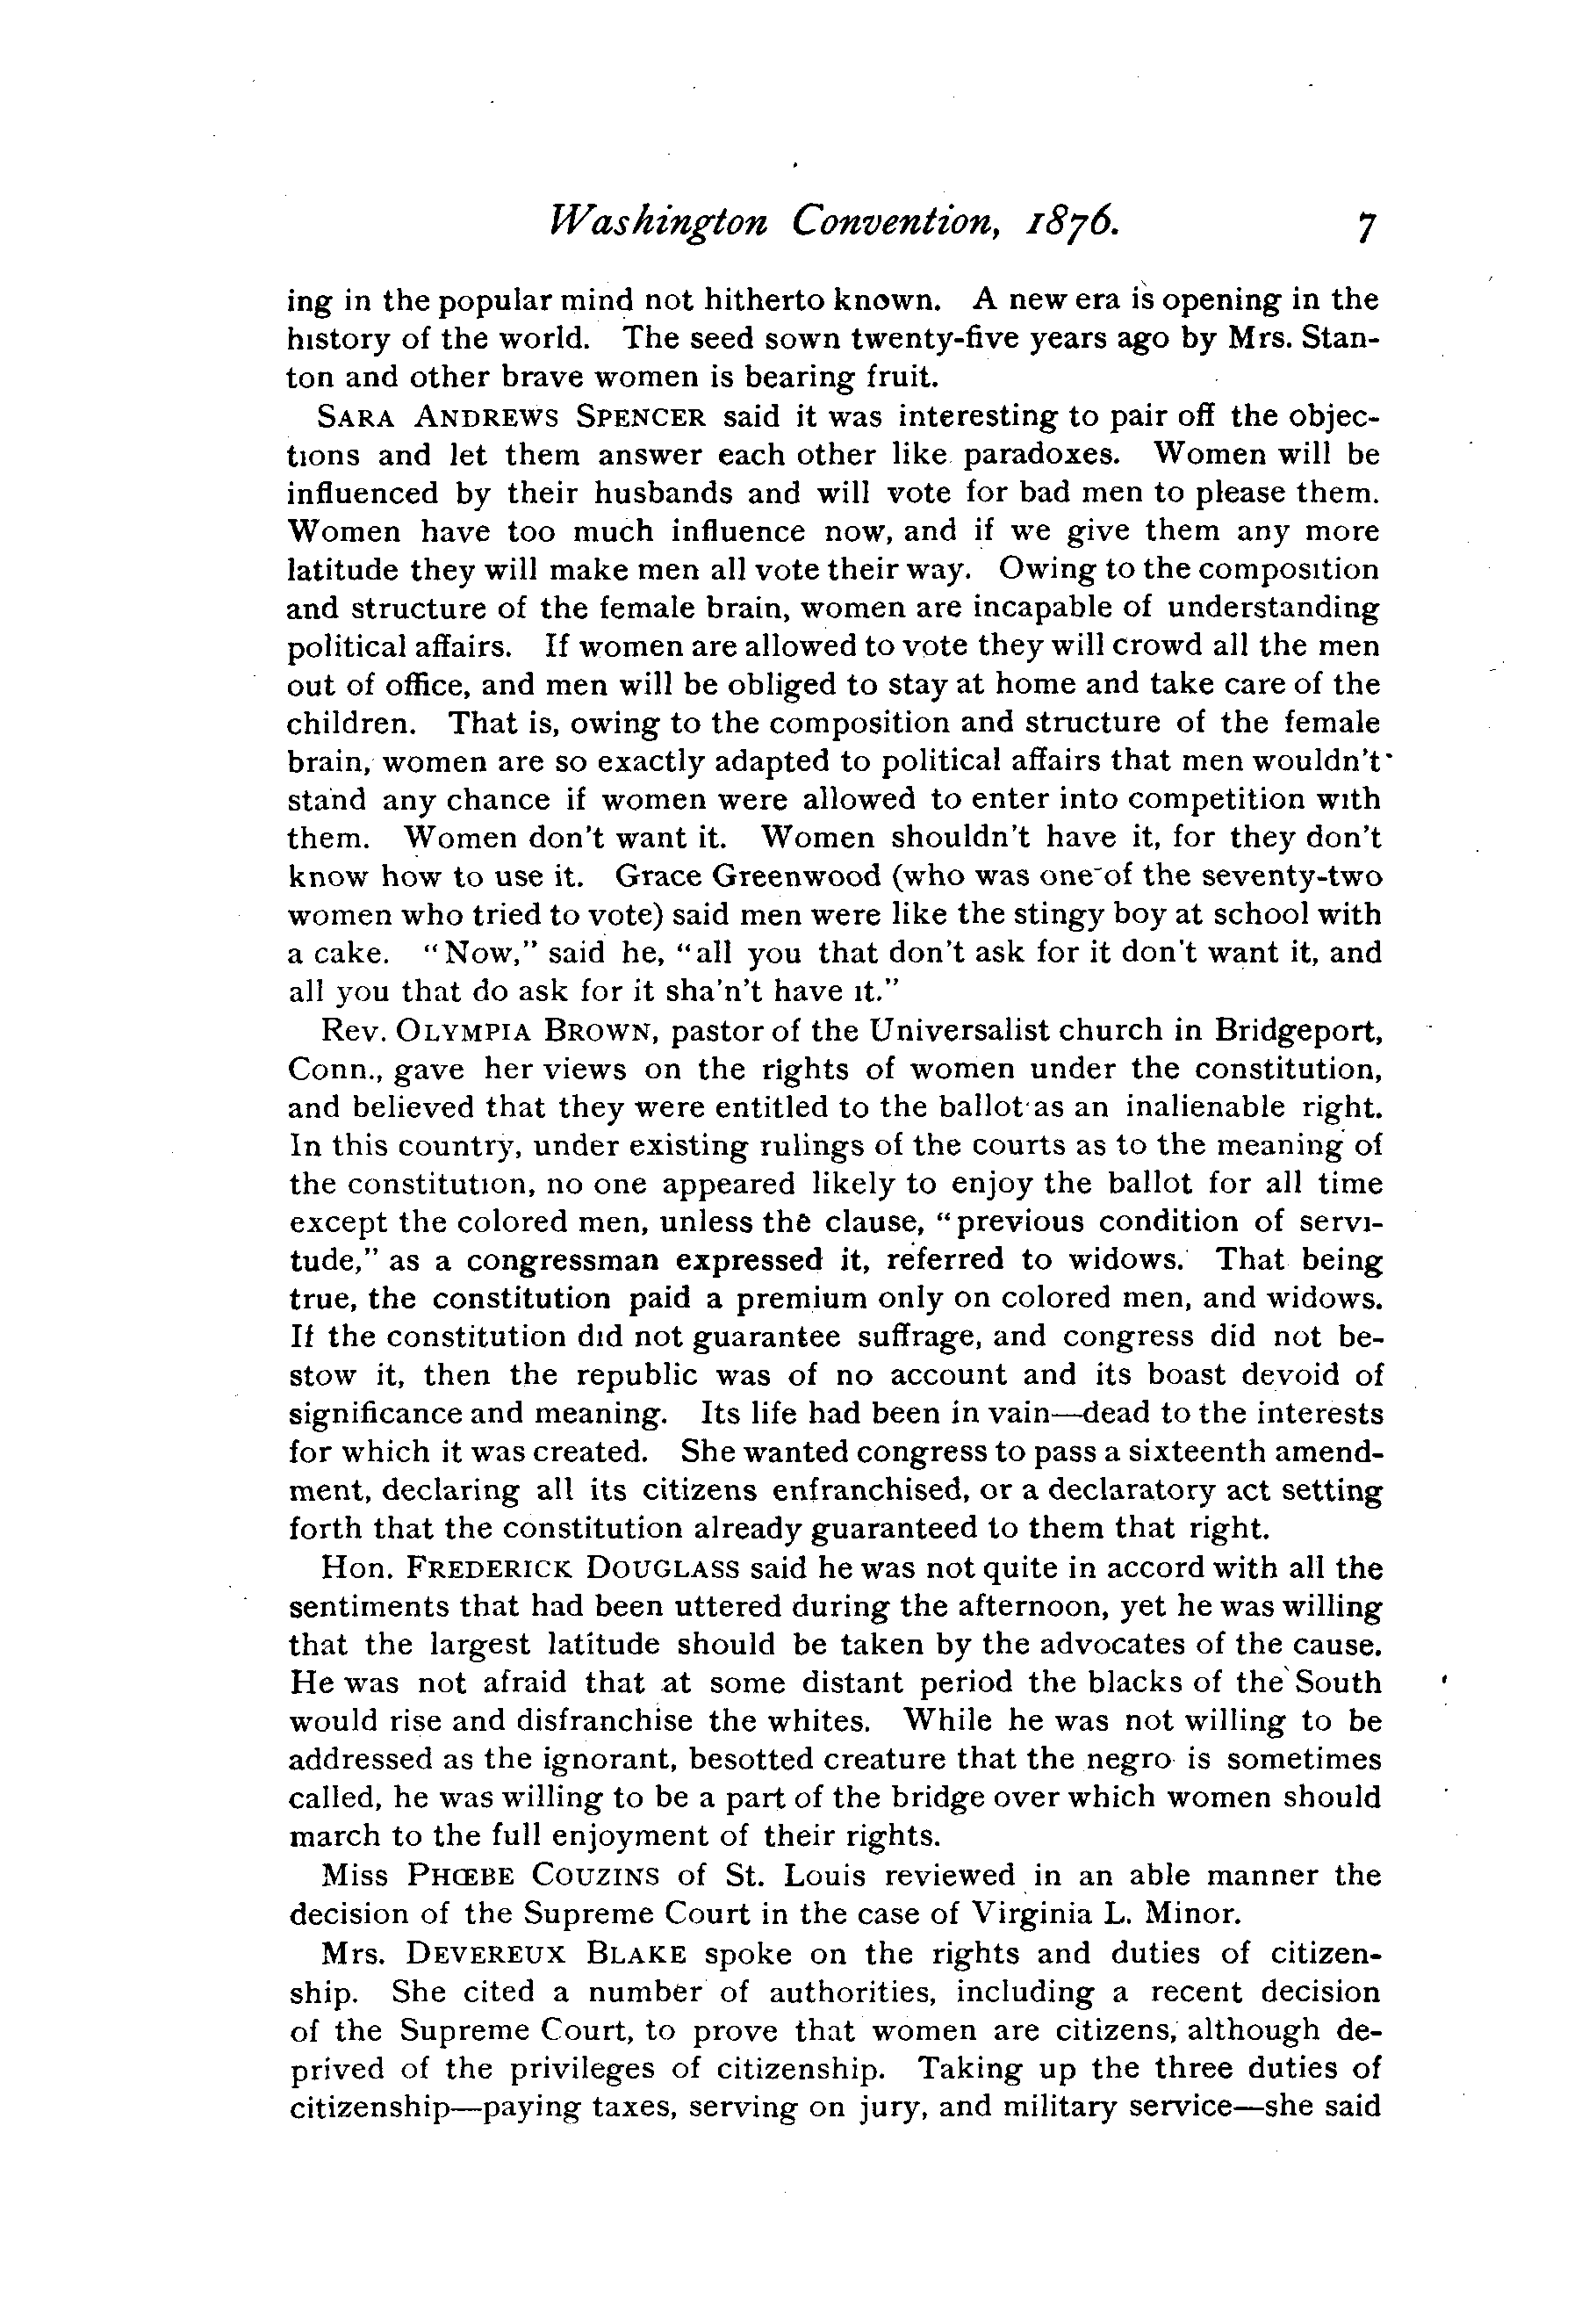 Washington Convention, 1876. 7
ing in the popular mind not hitherto known. A new era is opening in the
history of the world. The seed sown twenty-five years ago by Mrs. Stan-
ton and other brave women is bearing fruit.
SARA ANDREWS SPENCER said it was interesting to pair off the objec-
tions and let them answer each other like paradoxes. Women will be
influenced by their husbands and will vote for bad men to please them.
Women have too much influence now, and if we give them any more
latitude they will make men all vote their way. Owing to the composition
and structure of the female brain, women are incapable of understanding
political affairs. If women are allowed to vote they will crowd all the men
out of office, and men will be obliged to stay at home and take care of the
children. That is, owing to the composition and structure of the female
brain, women are so exactly adapted to political affairs that men wouldn't
stand any chance if women were allowed to enter into competition with
them. Women don't want it. Women shouldn't have it, for they don't
know how to use it. Grace Greenwood (who was one of the seventy-two
women who tried to vote) said men were like the stingy boy at school with
a cake. "Now," said he, "all you that don't ask for it don't want it, and
all you that do ask for it sha'n't have it."
Rev. OLYMPIA BROWN, pastor of the Universalist church in Bridgeport,
Conn., gave her views on the rights of women under the constitution,
and believed that they were entitled to the ballot as an inalienable right.
In this country, under existing rulings of the courts as to the meaning of
the constitution, no one appeared likely to enjoy the ballot for all time
except the colored men, unless the clause, "previous condition of servi-
tude," as a congressman expressed it, referred to widows. That being
true, the constitution paid a premium only on colored men, and widows.
If the constitution did not guarantee suffrage, and congress did not be-
stow it, then the republic was of no account and its boast devoid of
significance and meaning. Its life had been in vain—dead to the interests
for which it was created. She wanted congress to pass a sixteenth amend-
ment, declaring all its citizens enfranchised, or a declaratory act setting
forth that the constitution already guaranteed to them that right.
Hon. FREDERICK DOUGLASS said he was not quite in accord with all the
sentiments that had been uttered during the afternoon, yet he was willing
that the largest latitude should be taken by the advocates of the cause.
He was not afraid that at some distant period the blacks of the South
would rise and disfranchise the whites. While he was not willing to be
addressed as the ignorant, besotted creature that the negro is sometimes
called, he was willing to be a part of the bridge over which women should
march to the full enjoyment of their rights.
Miss PHŒBE COUZINS of St. Louis reviewed in an able manner the
decision of the Supreme Court in the case of Virginia L. Minor.
Mrs. DEVEREUX BLAKE spoke on the rights and duties of citizen-
ship. She cited a number of authorities, including a recent decision
of the Supreme Court, to prove that women are citizens, although de-
prived of the privileges of citizenship. Taking up the three duties of
citizenship—paying taxes, serving on jury, and military service—she said